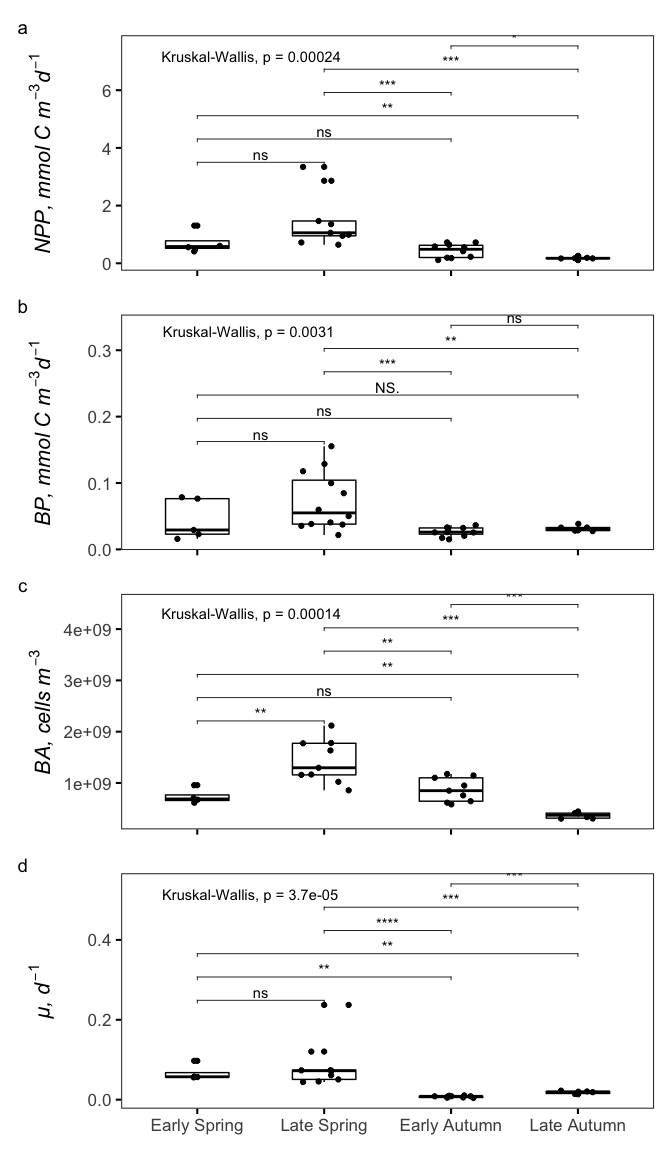 a
Kruskal-Wallis, p = 0.00024
*
***
***
**
ns
ns
NPP, mmol C m⁻³d⁻¹
6
4
2
0
b
Kruskal-Wallis, p = 0.0031
ns
**
***
NS.
ns
ns
BP, mmol C m⁻³d⁻¹
0.3
0.2
0.1
0.0
c
Kruskal-Wallis, p = 0.00014
***
***
**
**
ns
**
BA, cells m⁻³
4e+09
3e+09
2e+09
1e+09
d
Kruskal-Wallis, p = 3.7e-05
***
***
****
**
**
ns
μ, d⁻¹
0.4
0.2
0.0
Early Spring Late Spring Early Autumn Late Autumn